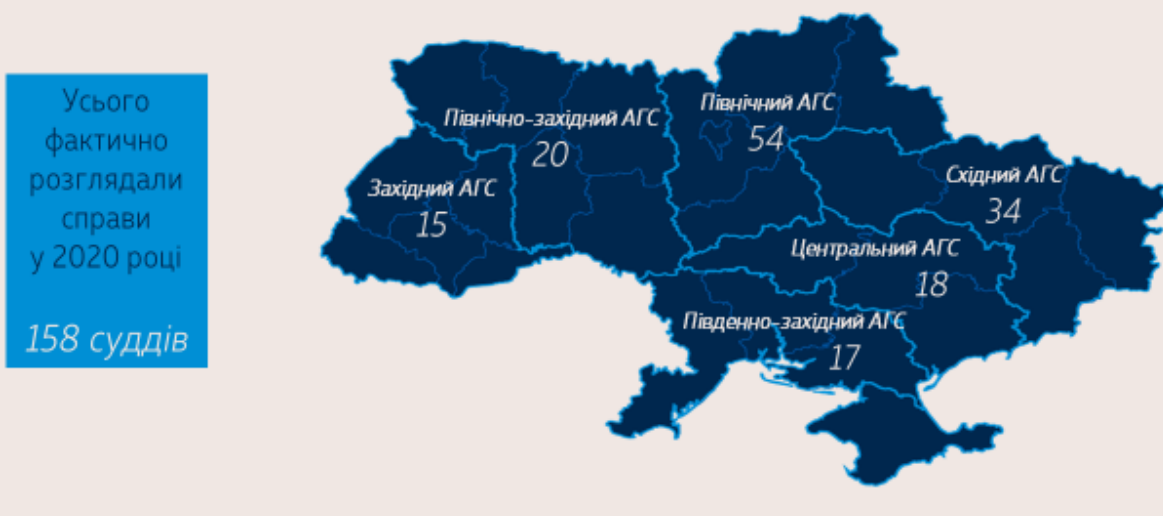 Усього
фактично
розглядали
справи
у 2020 році
158 суддів
Північно-західний АГС
20
Північний АГС
54
Західний АГС
15
Східний АГС
34
Центральний АГС
18
Південно-західний АГС
17